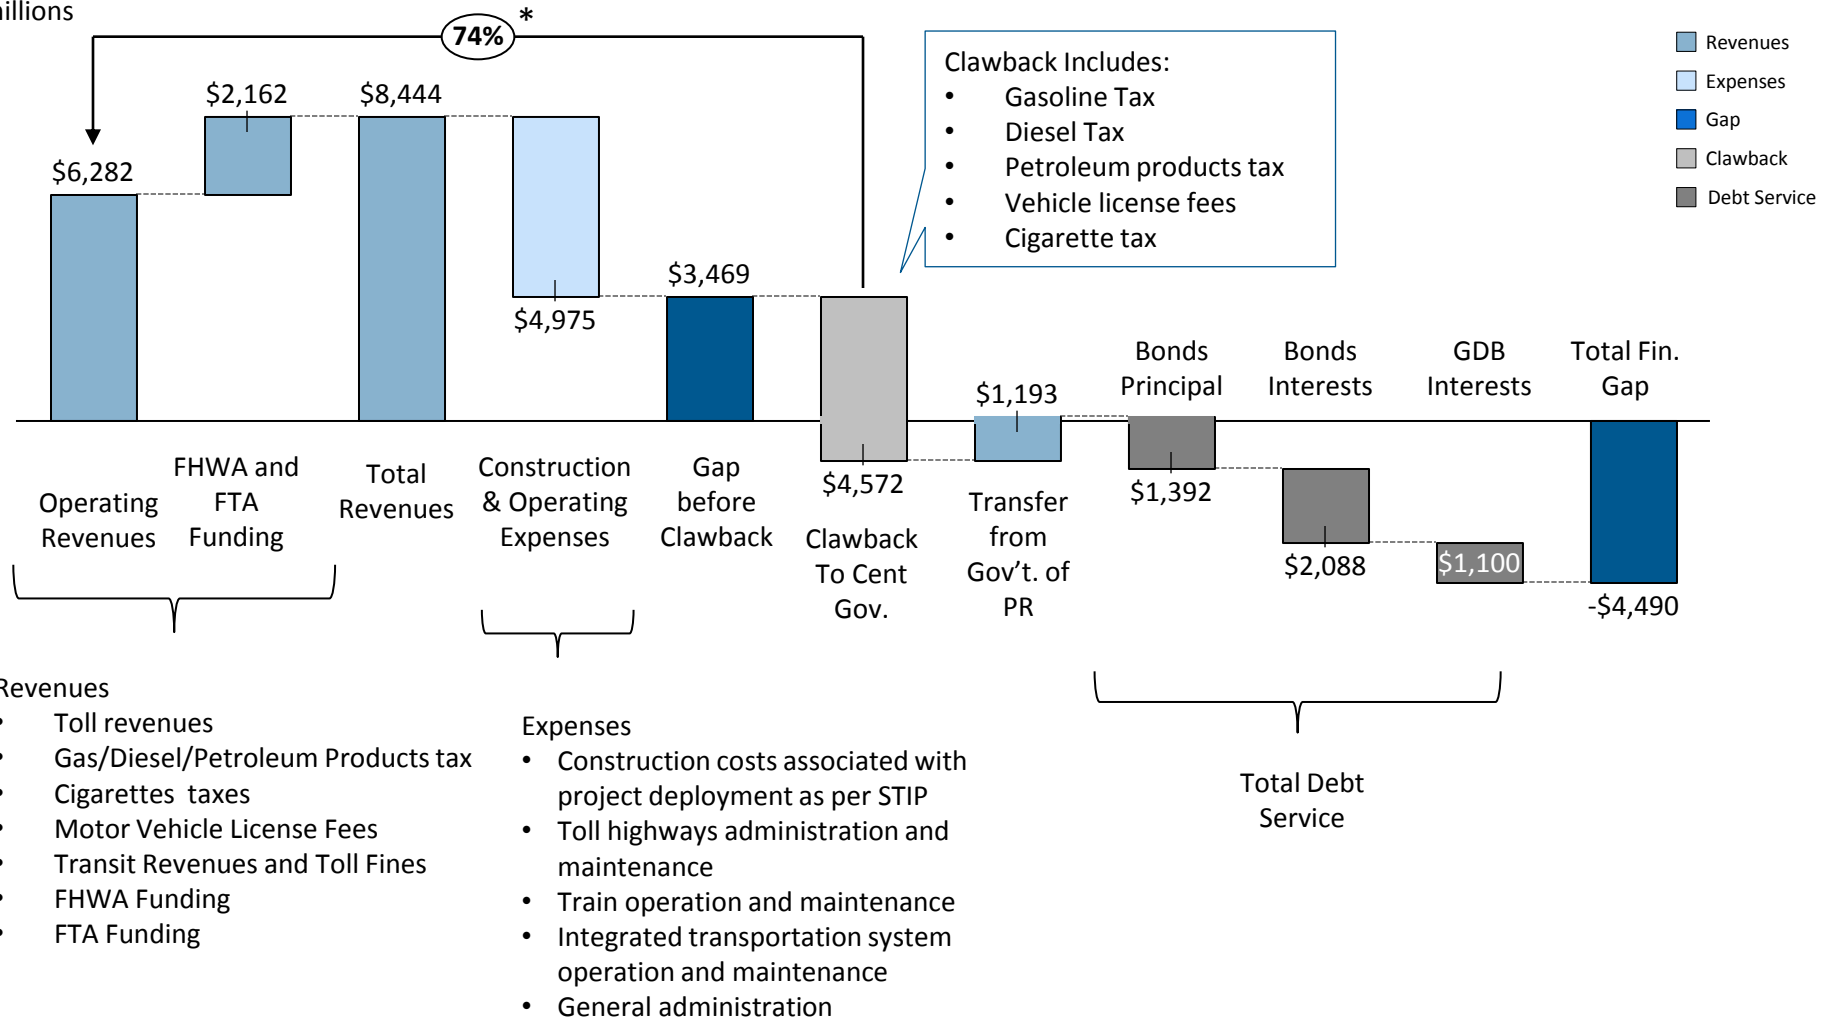 millions
74%
*
Revenues
Expenses
Gap
Clawback
Debt Service
Clawback Includes:
• Gasoline Tax
• Diesel Tax
• Petroleum products tax
• Vehicle license fees
• Cigarette tax
$6,282
$2,162
$8,444
$4,975
$3,469
$4,572
$1,193
$1,392
$2,088
$1,100
-$4,490
Bonds
Principal
Bonds
Interests
GDB
Interests
Total Fin.
Gap
Operating
Revenues
FHWA and
FTA
Funding
Total
Revenues
Construction
& Operating
Expenses
Gap
before
Clawback
Clawback
To Cent
Gov.
Transfer
from
Gov't. of
PR
Revenues
• Toll revenues
• Gas/Diesel/Petroleum Products tax
• Cigarettes taxes
• Motor Vehicle License Fees
• Transit Revenues and Toll Fines
• FHWA Funding
• FTA Funding
Expenses
• Construction costs associated with
project deployment as per STIP
• Toll highways administration and
maintenance
• Train operation and maintenance
• Integrated transportation system
operation and maintenance
• General administration
Total Debt
Service